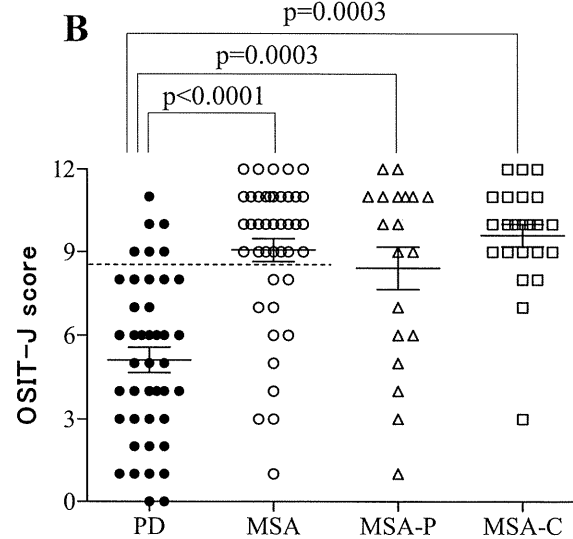 B
p=0.0003
p=0.0003
p<0.0001
12
9
6
3
0
OSIT-J score
PD
MSA
MSA-P
MSA-C